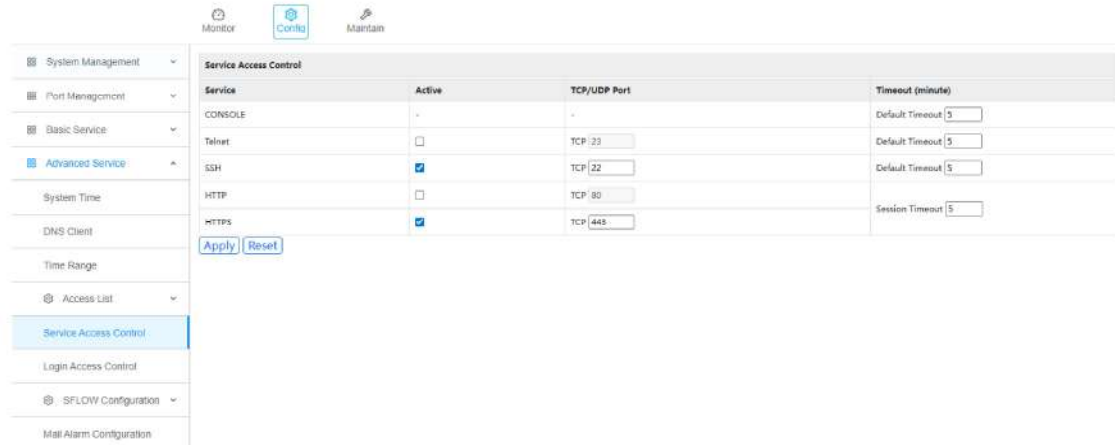 Monitor
Config
Maintain
System Management
Port Management
Basic Service
Advanced Service
System Time
DNS Client
Time Range
Access List
Service Access Control
Login Access Control
SFLOW Configuration
Mail Alarm Configuration
Service Access Control
Service Active TCP/UDP Port Timeout (minute)
CONSOLE - - Default Timeout 5
Telnet TCP 23 Default Timeout 5
SSH TCP 22 Default Timeout 5
HTTP TCP 80
Session Timeout 5
HTTPS TCP 443
Apply Reset